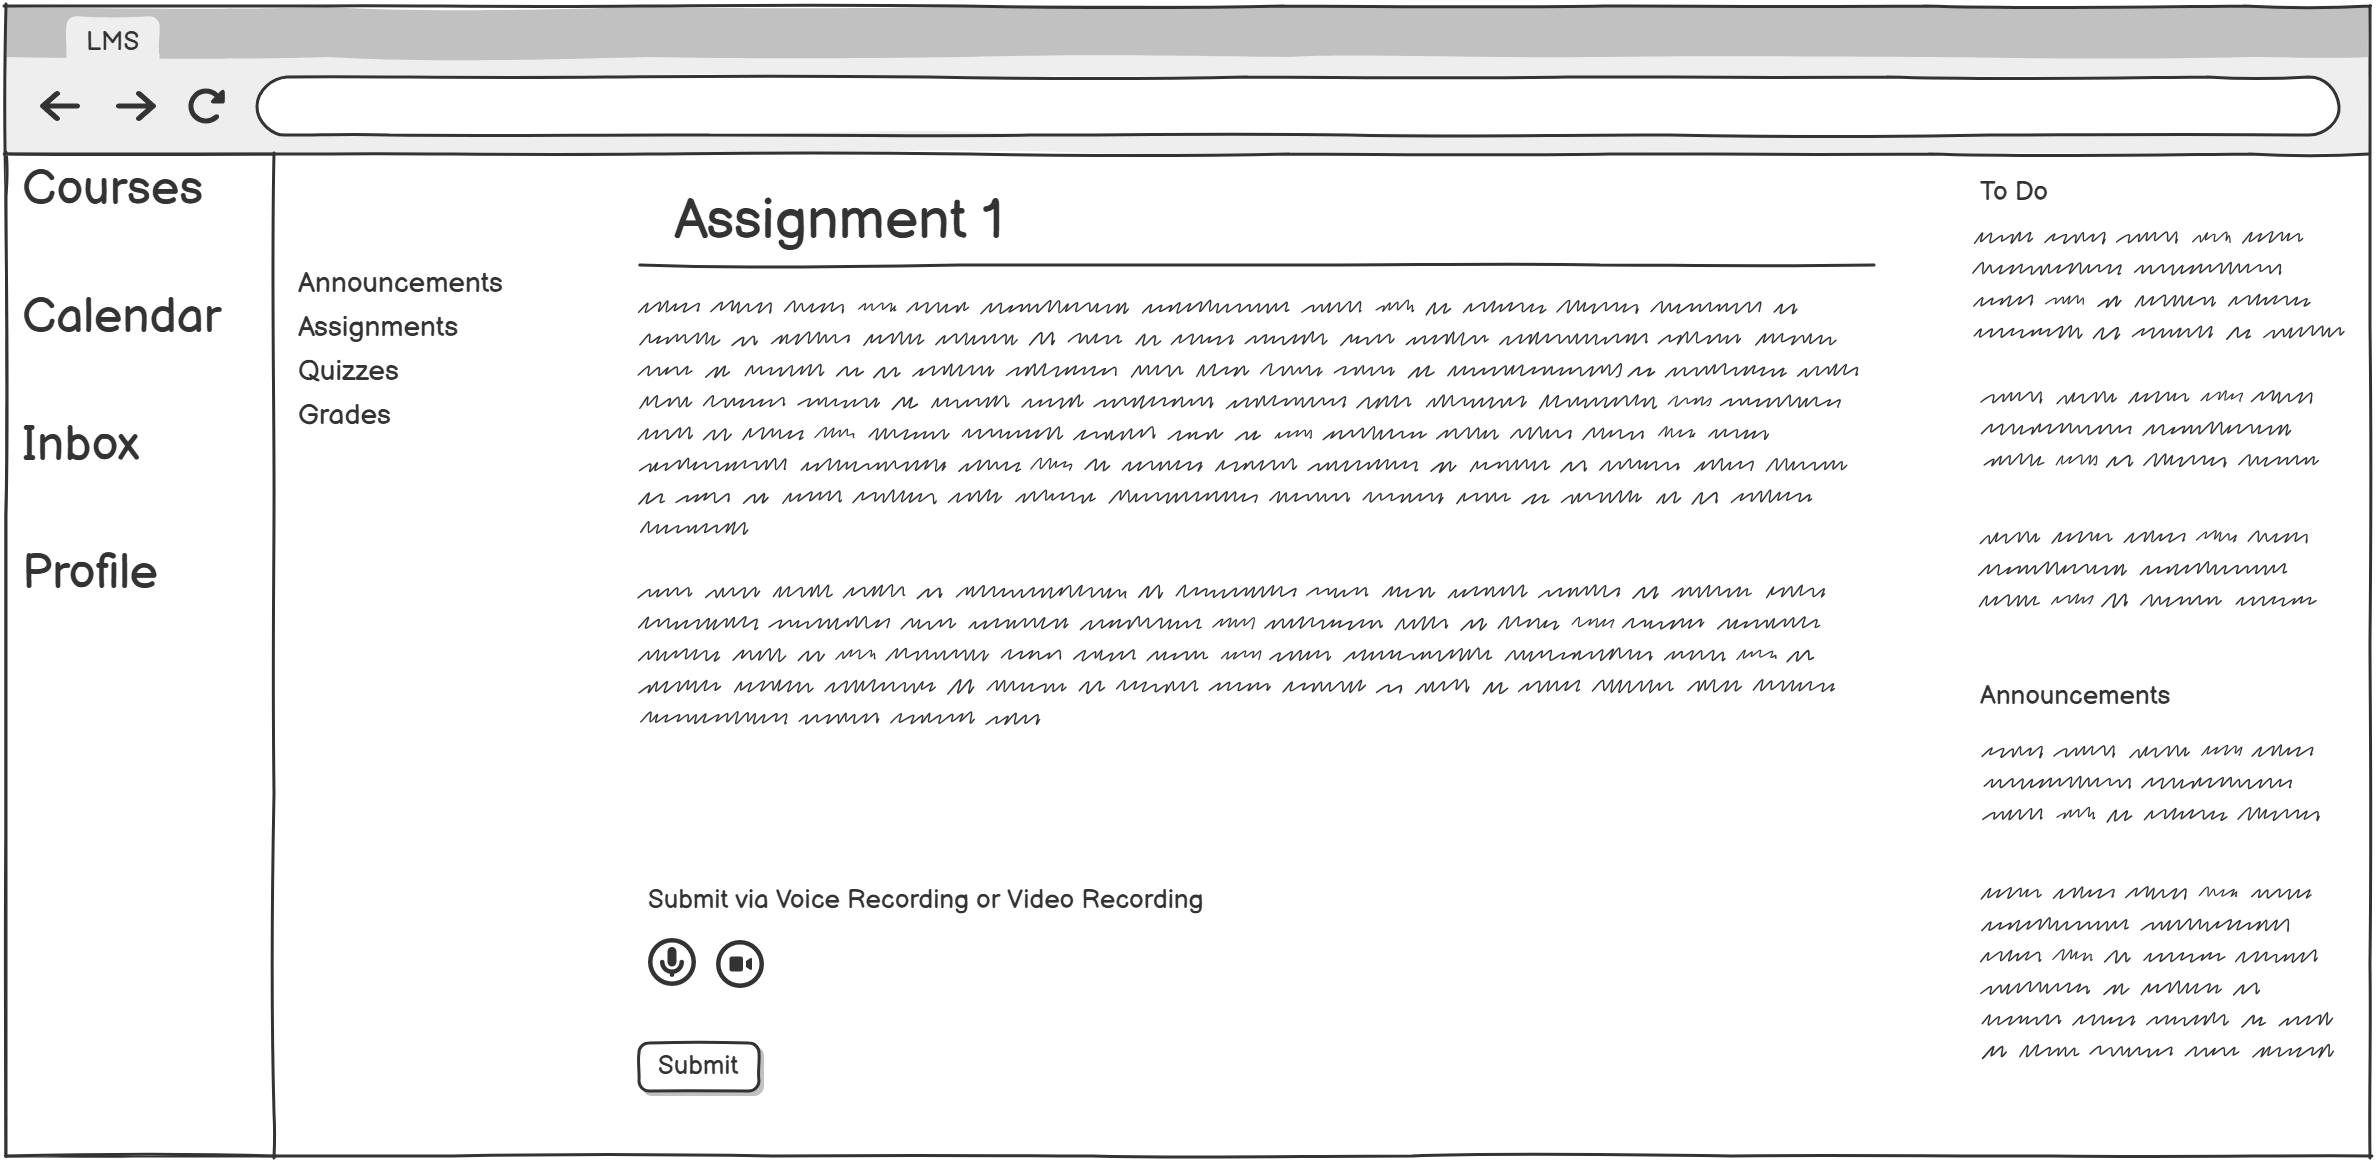 LMS
Courses
Calendar
Inbox
Profile
Announcements
Assignments
Quizzes
Grades
Assignment 1
Submit via Voice Recording or Video Recording
Submit
To Do
Announcements